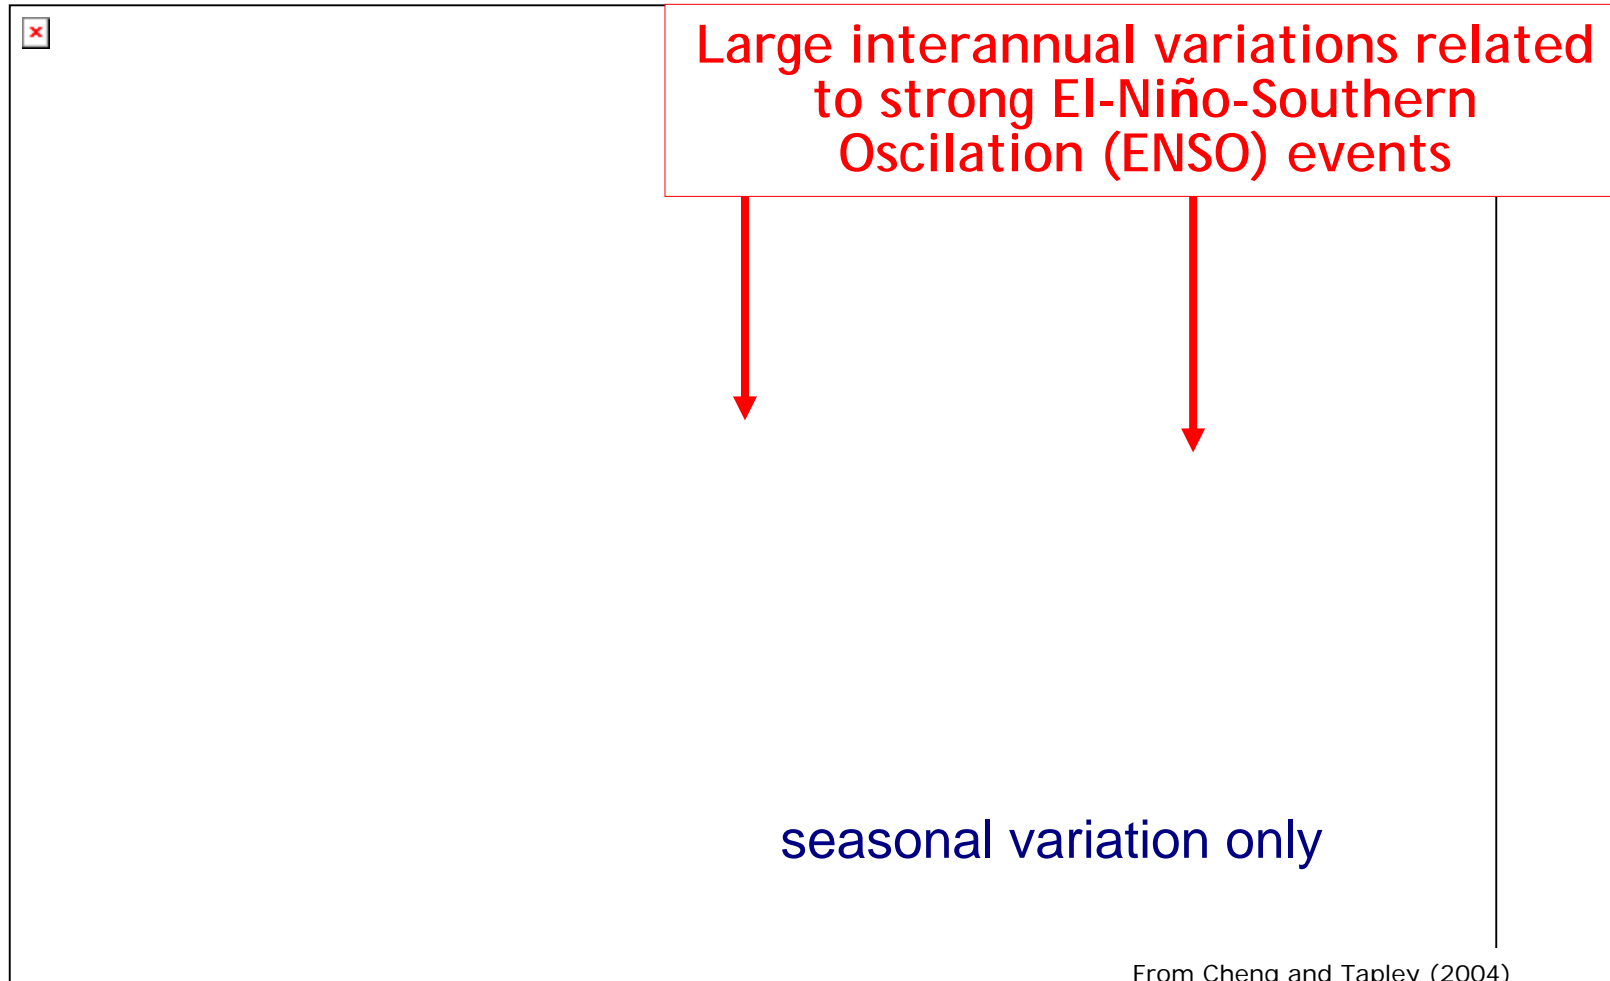 Large interannual variations related
to strong El-Niño-Southern
Oscilation (ENSO) events
seasonal variation only
From Cheng and Tapley (2004)